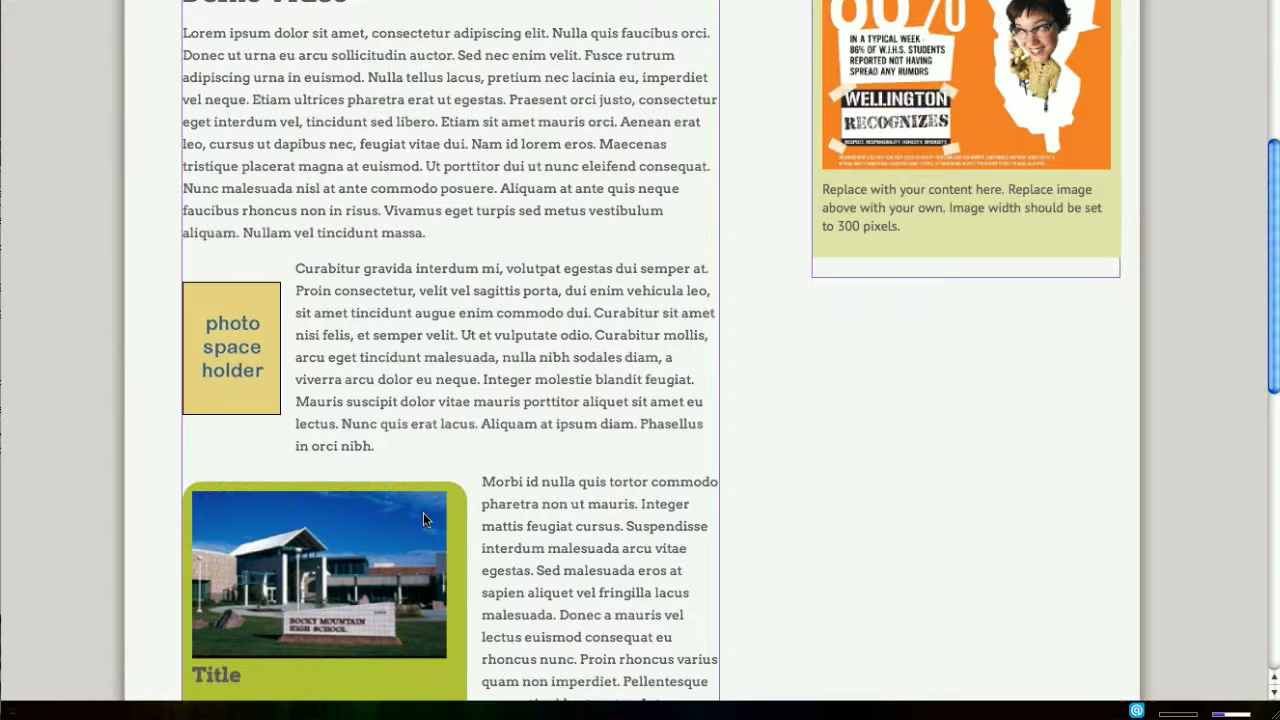 Demo Video
Lorem ipsum dolor sit amet, consectetur adipiscing elit. Nulla quis faucibus orci.
Donec ut urna eu arcu sollicitudin auctor. Sed nec enim velit. Fusce rutrum
adipiscing urna in euismod. Nulla tellus lacus, pretium nec lacinia eu, imperdiet
vel neque. Etiam ultrices pharetra erat ut egestas. Praesent orci justo, consectetur
eget interdum vel, tincidunt sed libero. Etiam sit amet mauris orci. Aenean erat
leo, cursus ut dapibus nec, feugiat vitae dui. Nam id lorem eros. Maecenas
tristique placerat magna at euismod. Ut porttitor dui ut nunc eleifend consequat.
Nunc malesuada nisl at ante commodo posuere. Aliquam at ante quis neque
faucibus rhoncus non in risus. Vivamus eget turpis sed metus vestibulum
aliquam. Nullam vel tincidunt massa.
photo
space
holder
Curabitur gravida interdum mi, volutpat egestas dui semper at.
Proin consectetur, velit vel sagittis porta, dui enim vehicula leo,
sit amet tincidunt augue enim commodo dui. Curabitur sit amet
nisi felis, et semper velit. Ut et vulputate odio. Curabitur mollis,
arcu eget tincidunt malesuada, nulla nibh sodales diam, a
viverra arcu dolor eu neque. Integer molestie blandit feugiat.
Mauris suscipit dolor vitae mauris porttitor aliquet sit amet eu
lectus. Nunc quis erat lacus. Aliquam at ipsum diam. Phasellus
in orci nibh.
ROCKY MOUNTAIN
HIGH SCHOOL
Title
Morbi id nulla quis tortor commodo
pharetra non ut mauris. Integer
mattis feugiat cursus. Suspendisse
interdum malesuada arcu vitae
egestas. Sed malesuada eros at
sapien aliquet vel fringilla lacus
malesuada. Donec a mauris vel
lectus euismod consequat eu
rhoncus nunc. Proin rhoncus varius
quam non imperdiet. Pellentesque
IN A TYPICAL WEEK -
86% OF W.J.H.S. STUDENTS
REPORTED NOT HAVING
SPREAD ANY RUMORS
WELLINGTON
RECOGNIZES
RESPECT. RESPONSIBILITY. HONESTY. DIVERSITY.
Replace with your content here. Replace image
above with your own. Image width should be set
to 300 pixels.